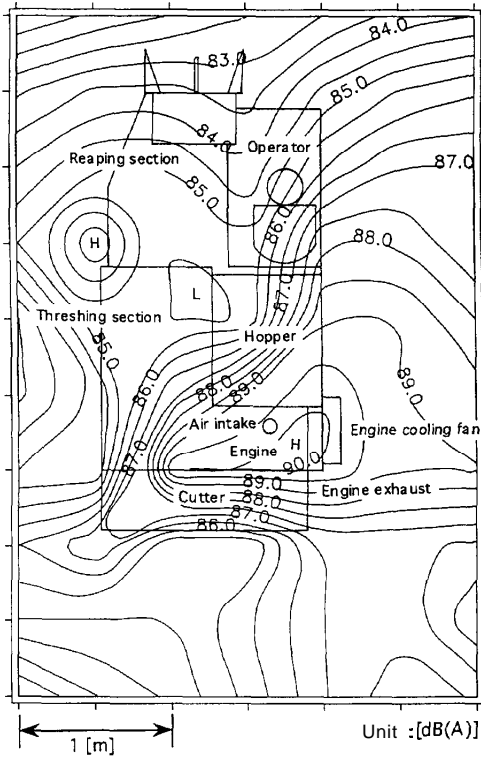 84.0
83.0
85.0
84.0
Operator
Reaping section
87.0
85.0
86.0
88.0
H
87.0
L
Threshing section
Hopper
85.0
86.0
88.0
89.0
89.0
Air intake
Engine cooling fan
Engine
H
87.0
90.0
89.0
Engine exhaust
Cutter
88.0
87.0
86.0
1 [m]
Unit :[dB(A)]